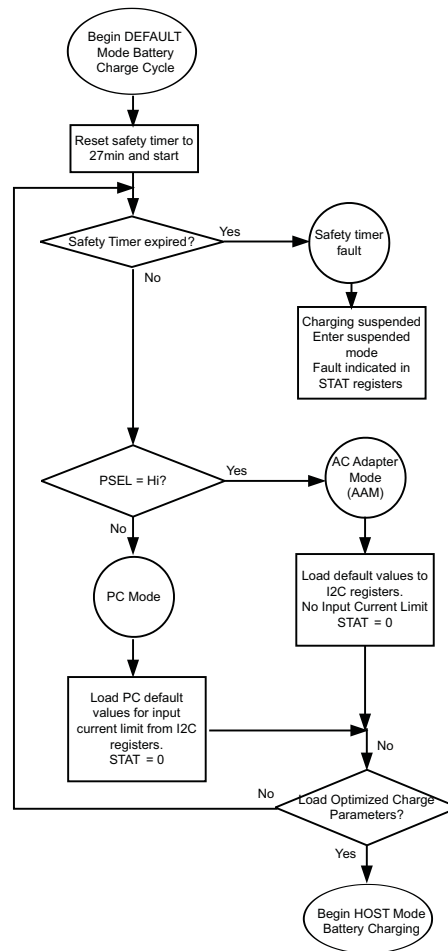 Begin DEFAULT
Mode Battery
Charge Cycle
Reset safety timer to
27min and start
Safety Timer expired?
Yes
Safety timer
fault
No
Charging suspended
Enter suspended
mode
Fault indicated in
STAT registers
PSEL = Hi?
Yes
AC Adapter
Mode
(AAM)
No
PC Mode
Load default values to
I2C registers.
No Input Current Limit
STAT = 0
Load PC default
values for input
current limit from I2C
registers.
STAT = 0
No
No
Load Optimized Charge
Parameters?
Yes
Begin HOST Mode
Battery Charging